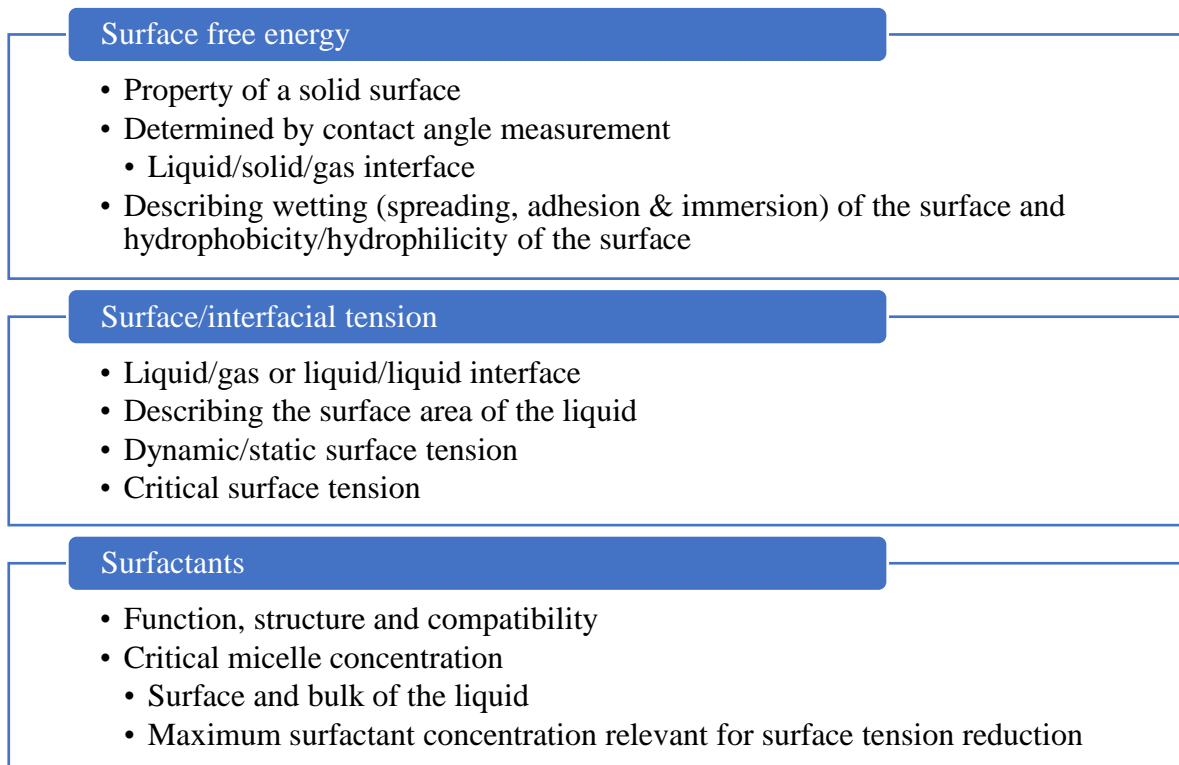 Surface free energy
• Property of a solid surface
• Determined by contact angle measurement
• Liquid/solid/gas interface
• Describing wetting (spreading, adhesion & immersion) of the surface and
hydrophobicity/hydrophilicity of the surface
Surface/interfacial tension
• Liquid/gas or liquid/liquid interface
• Describing the surface area of the liquid
• Dynamic/static surface tension
• Critical surface tension
Surfactants
• Function, structure and compatibility
• Critical micelle concentration
• Surface and bulk of the liquid
• Maximum surfactant concentration relevant for surface tension reduction